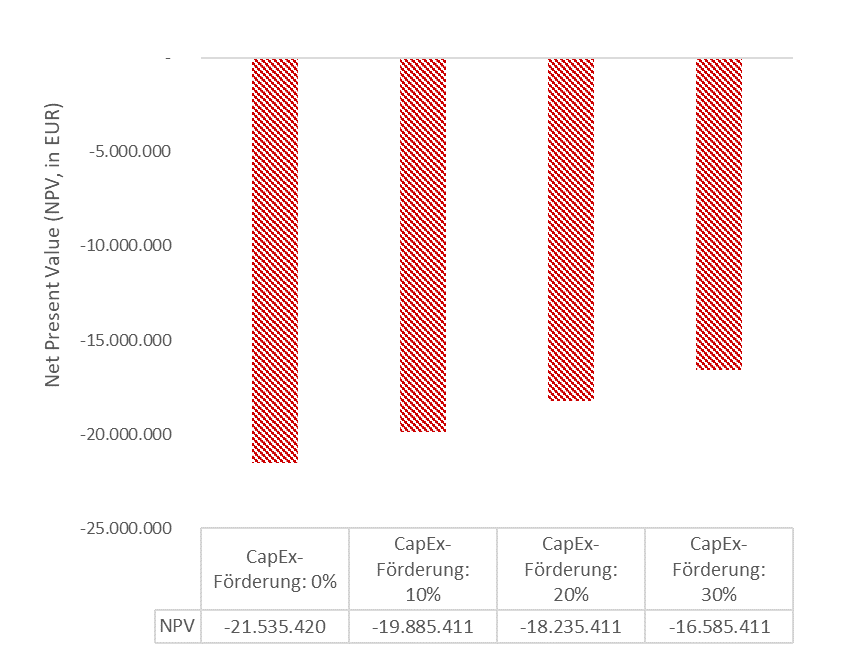 Net Present Value (NPV, in EUR)
-
-5.000.000
-10.000.000
-15.000.000
-20.000.000
-25.000.000
CapEx-
Förderung: 0%
CapEx-
Förderung:
10%
CapEx-
Förderung:
20%
CapEx-
Förderung:
30%
NPV -21.535.420 -19.885.411 -18.235.411 -16.585.411